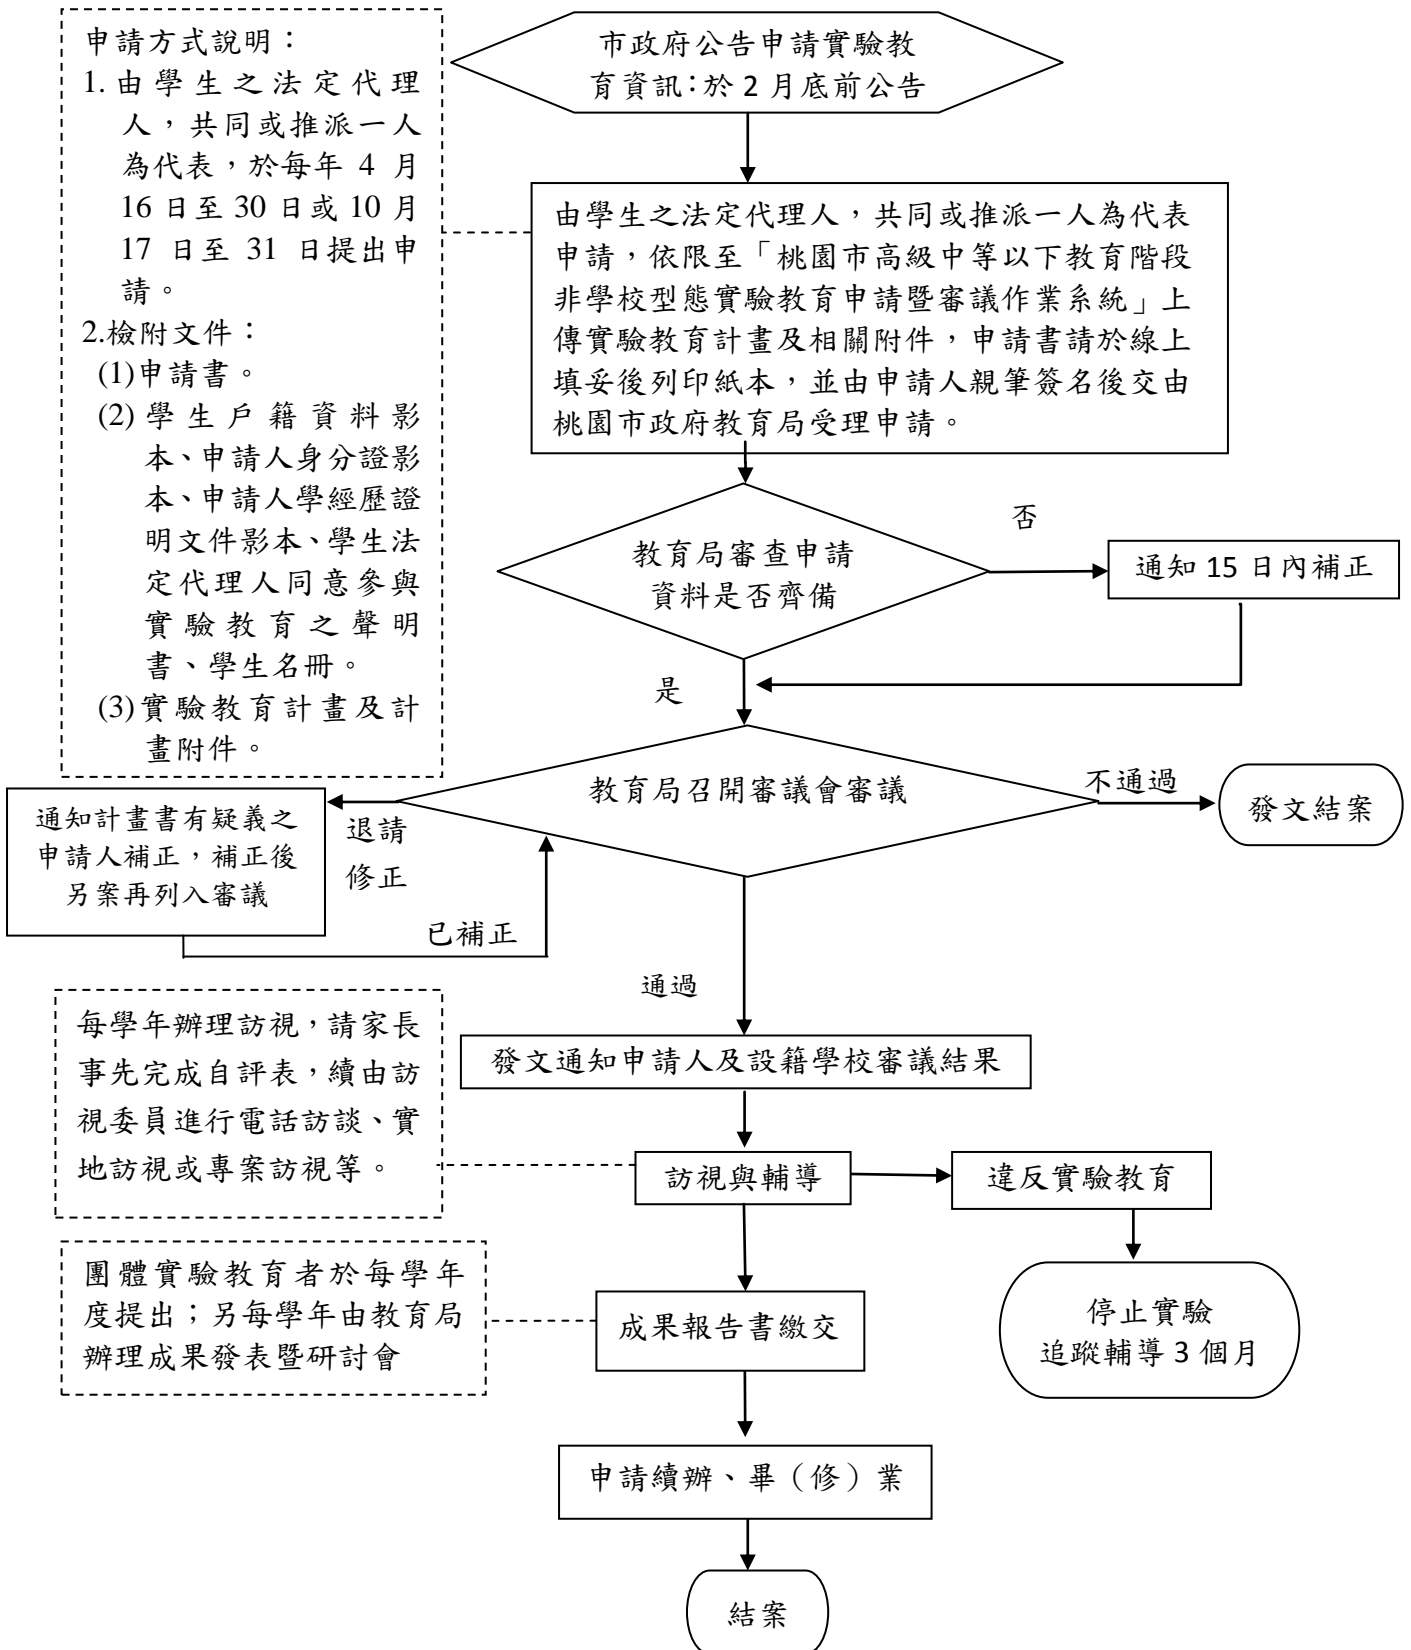 申請方式說明：
1. 由學生之法定代理
人，共同或推派一人
為代表，於每年 4 月
16 日至 30 日或 10 月
17 日至 31 日提出申
請。
2.檢附文件：
(1)申請書。
(2)學生戶籍資料影
本、申請人身分證影
本、申請人學經歷證
明文件影本、學生法
定代理人同意參與
實驗教育之聲明
書、學生名冊。
(3)實驗教育計畫及計
畫附件。
市政府公告申請實驗教
育資訊：於 2 月底前公告
由學生之法定代理人，共同或推派一人為代表
申請，依限至「桃園市高級中等以下教育階段
非學校型態實驗教育申請暨審議作業系統」上
傳實驗教育計畫及相關附件，申請書請於線上
填妥後列印紙本，並由申請人親筆簽名後交由
桃園市政府教育局受理申請。
教育局審查申請
資料是否齊備
否
通知 15 日內補正
是
教育局召開審議會審議
不通過
發文結案
退請
修正
通知計畫書有疑義之
申請人補正，補正後
另案再列入審議
已補正
通過
發文通知申請人及設籍學校審議結果
每學年辦理訪視，請家長
事先完成自評表，續由訪
視委員進行電話訪談、實
地訪視或專案訪視等。
訪視與輔導
違反實驗教育
停止實驗
追蹤輔導 3 個月
團體實驗教育者於每學年
度提出；另每學年由教育局
辦理成果發表暨研討會
成果報告書繳交
申請續辦、畢（修）業
結案